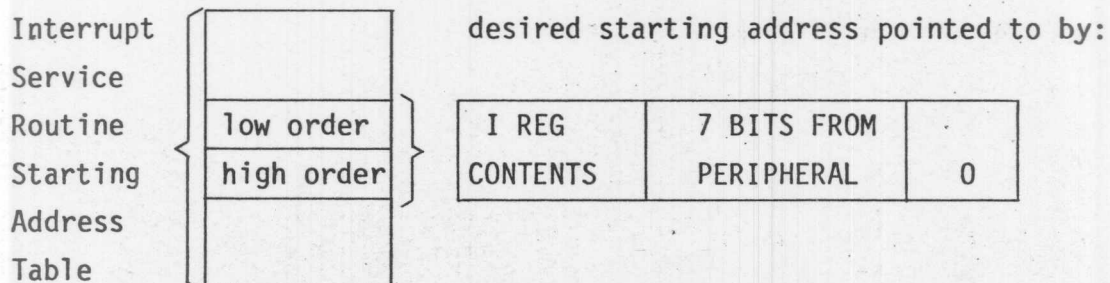 Interrupt desired starting address pointed to by:
Service
Routine low order I REG 7 BITS FROM
Starting high order CONTENTS PERIPHERAL 0
Address
Table